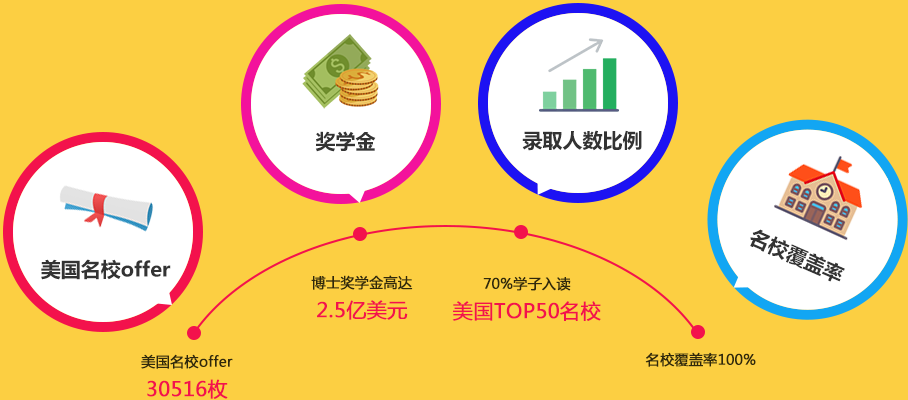 美国名校offer
奖学金
录取人数比例
名校覆盖率
美国名校offer
30516枚
博士奖学金高达
2.5亿美元
70%学子入读
美国TOP50名校
名校覆盖率100%